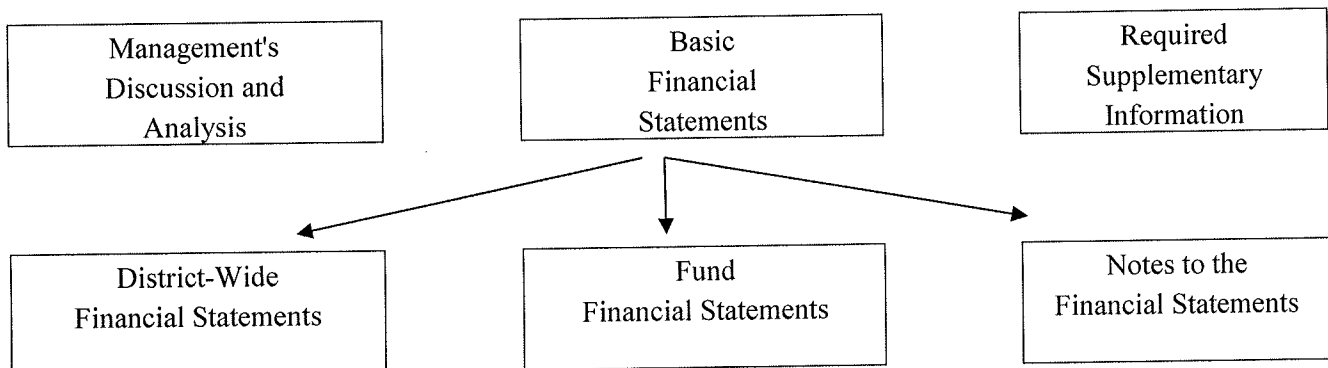 Management's
Discussion and
Analysis
Basic
Financial
Statements
Required
Supplementary
Information
District-Wide
Financial Statements
Fund
Financial Statements
Notes to the
Financial Statements